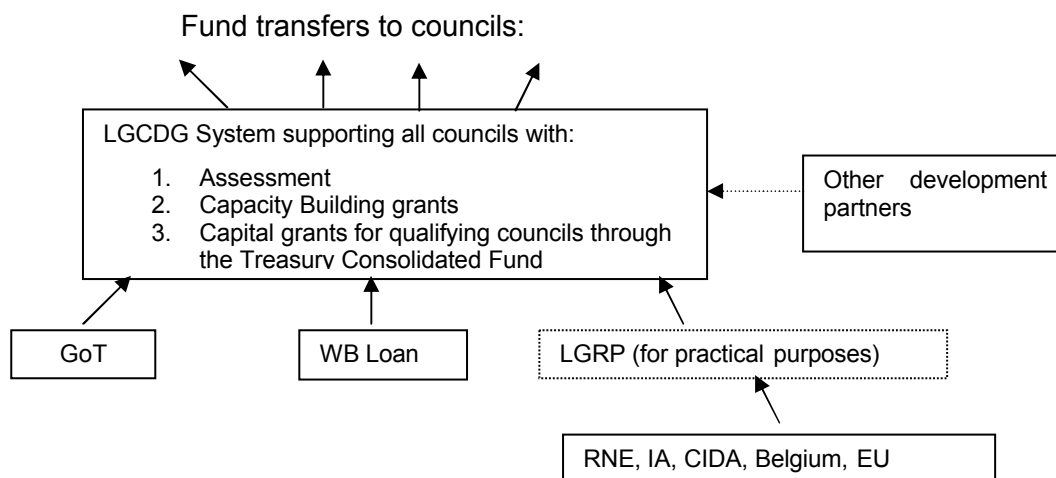 Fund transfers to councils:
LGCDG System supporting all councils with:
1. Assessment
2. Capacity Building grants
3. Capital grants for qualifying councils through
the Treasury Consolidated Fund
Other development
partners
GoT
WB Loan
LGRP (for practical purposes)
RNE, IA, CIDA, Belgium, EU